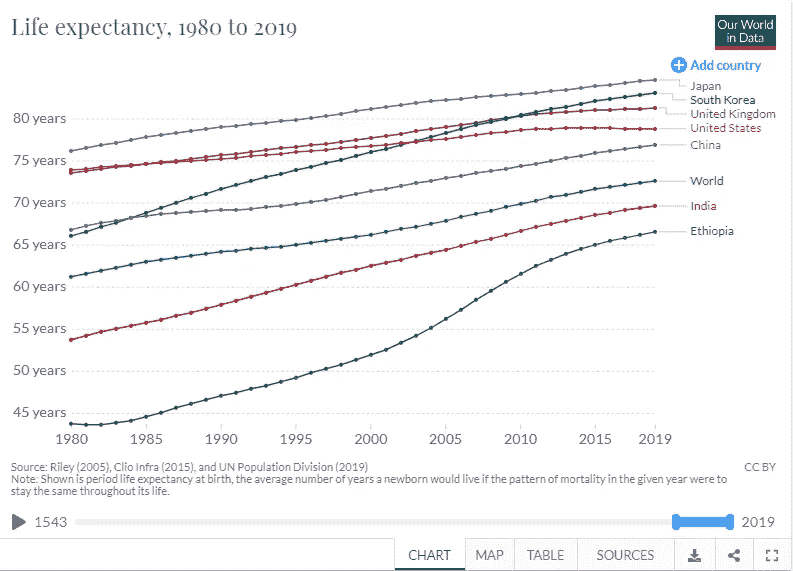 Life expectancy, 1980 to 2019
Our World
in Data
Add country
80 years
75 years
70 years
65 years
60 years
55 years
50 years
45 years
Japan
South Korea
United Kingdom
United States
China
World
India
Ethiopia
1980
1985
1990
1995
2000
2005
2010
2015
2019
Source: Riley (2005), Clio Infra (2015), and UN Population Division (2019)
CC BY
Note: Shown is period life expectancy at birth, the average number of years a newborn would live if the pattern of mortality in the given year were to
stay the same throughout its life.
1543
2019
CHART
MAP
TABLE
SOURCES